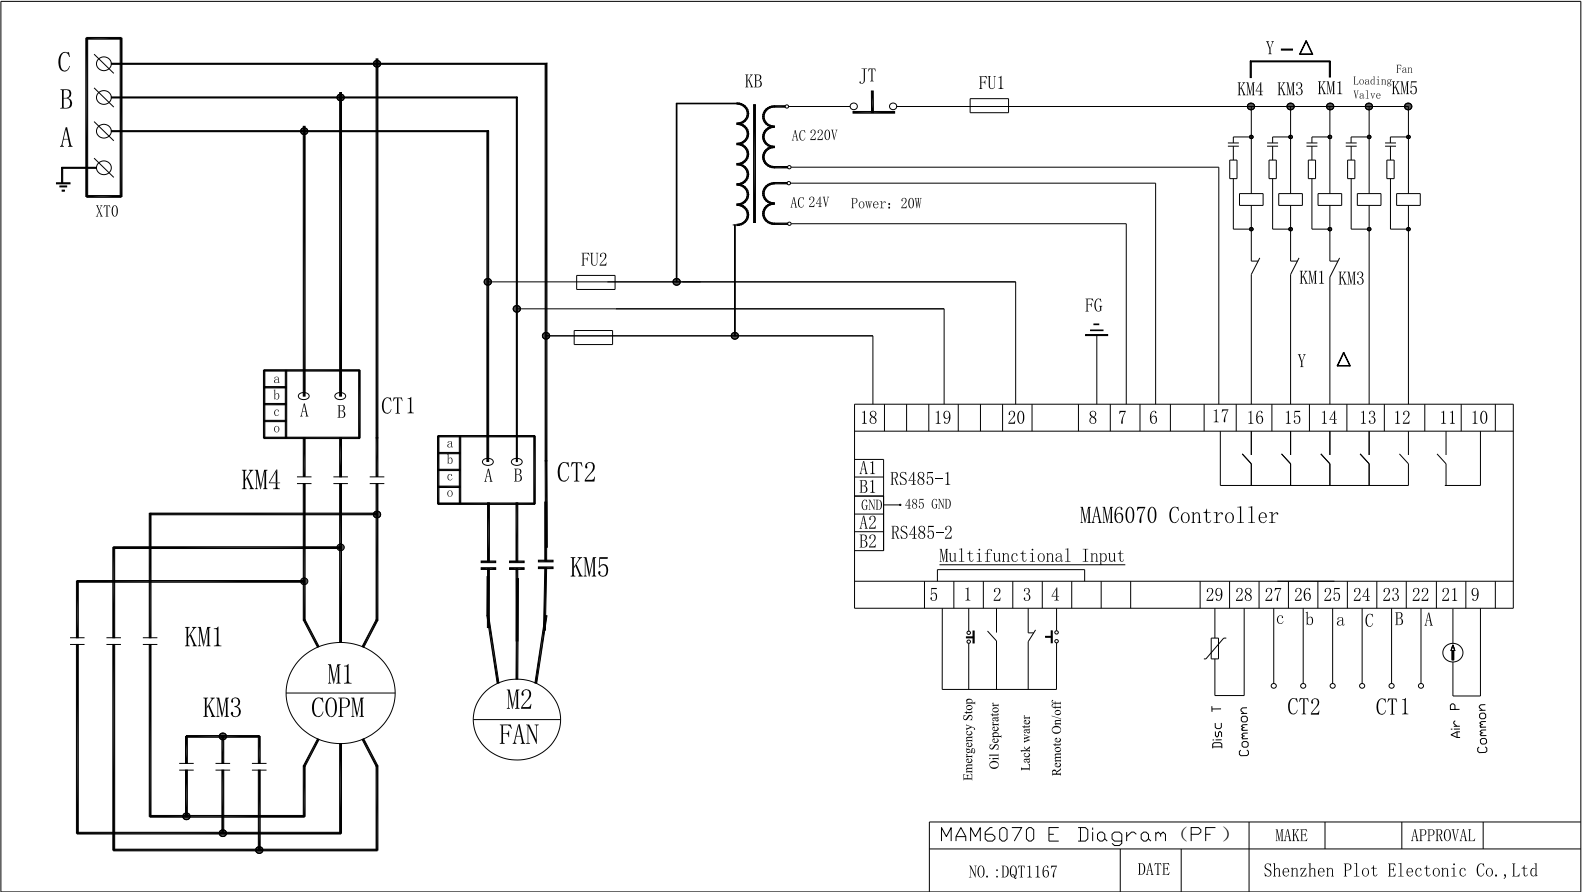 C
B
A
XT0
KB
JT
FU1
AC 220V
AC 24V
Power: 20W
Y — Δ
KM4 KM3 KM1 Loading Valve Fan KM5
KM1 KM3
Y Δ
FU2
FG
a
b
c
o
A B
CT1
KM4
a
b
c
o
A B
CT2
KM5
KM1
KM3
M1
COPM
M2
FAN
18 19 20 8 7 6 17 16 15 14 13 12 11 10
A1
B1
GND
A2
B2
RS485-1
485 GND
RS485-2
MAM6070 Controller
Multifunctional Input
5 1 2 3 4 29 28 27 26 25 24 23 22 21 9
c b a C B A
Emergency Stop
Oil Seperator
Lack water
Remote On/off
Disc T
Common
CT2
CT1
Air P
Common
MAM6070 E Diagram (PF)
MAKE
APPROVAL
NO.:DQT1167
DATE
Shenzhen Plot Electonic Co.,Ltd